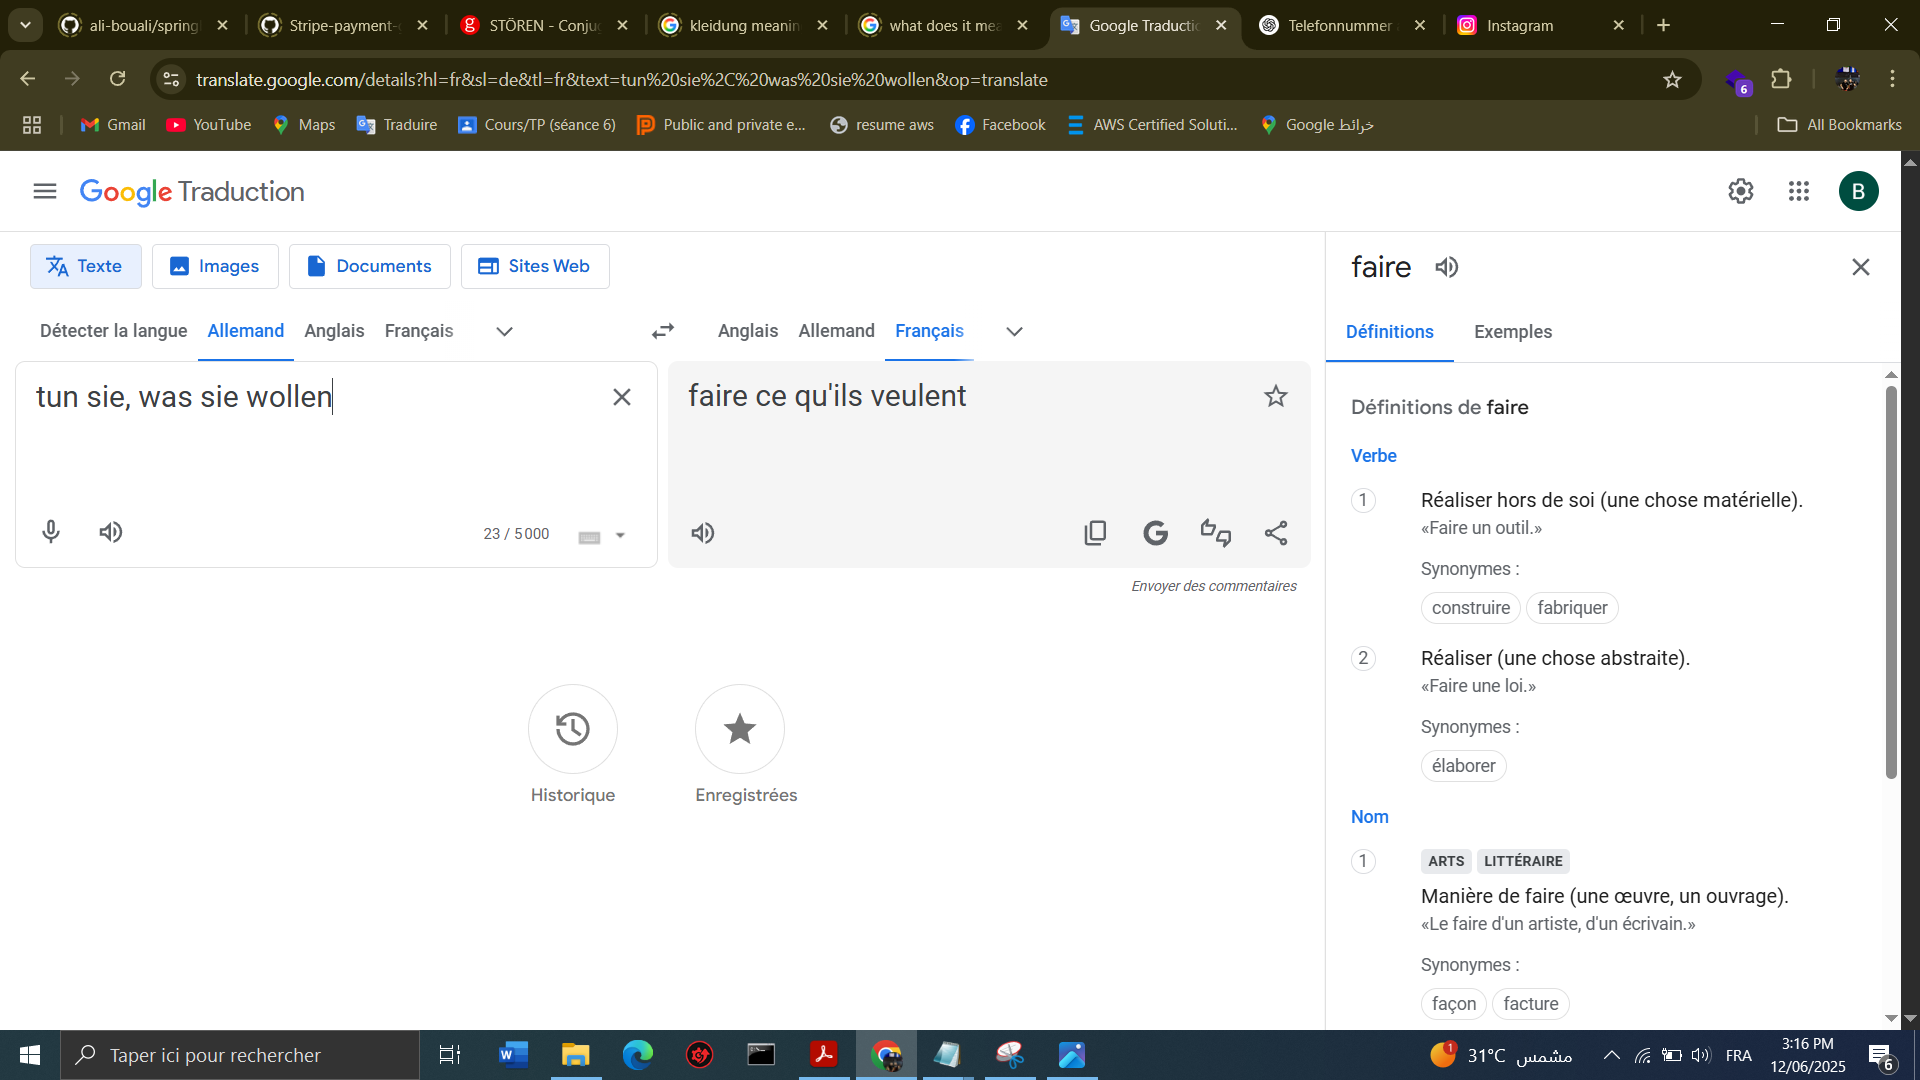 ali-bouali/spring
Stripe-payment-
STÖREN - Conju
kleidung meanin
what does it mea
Google Traductio
Telefonnummer
Instagram
translate.google.com/details?hl=fr&sl=de&tl=fr&text=tun%20sie%2C%20was%20sie%20wollen&op=translate
6
Gmail
YouTube
Maps
Traduire
Cours/TP (séance 6)
Public and private e...
resume aws
Facebook
AWS Certified Soluti...
خرائط Google
All Bookmarks
Google Traduction
B
Texte
Images
Documents
Sites Web
Détecter la langue
Allemand
Anglais
Français
Anglais
Allemand
Français
tun sie, was sie wollen
23 / 5 000
faire ce qu'ils veulent
Envoyer des commentaires
Historique
Enregistrées
faire
Définitions
Exemples
Définitions de faire
Verbe
1
Réaliser hors de soi (une chose matérielle).
«Faire un outil.»
Synonymes :
construire
fabriquer
2
Réaliser (une chose abstraite).
«Faire une loi.»
Synonymes :
élaborer
Nom
1
ARTS
LITTÉRAIRE
Manière de faire (une œuvre, un ouvrage).
«Le faire d'un artiste, d'un écrivain.»
Synonymes :
façon
facture
Taper ici pour rechercher
1
31°C مشمس
FRA
3:16 PM
12/06/2025
6